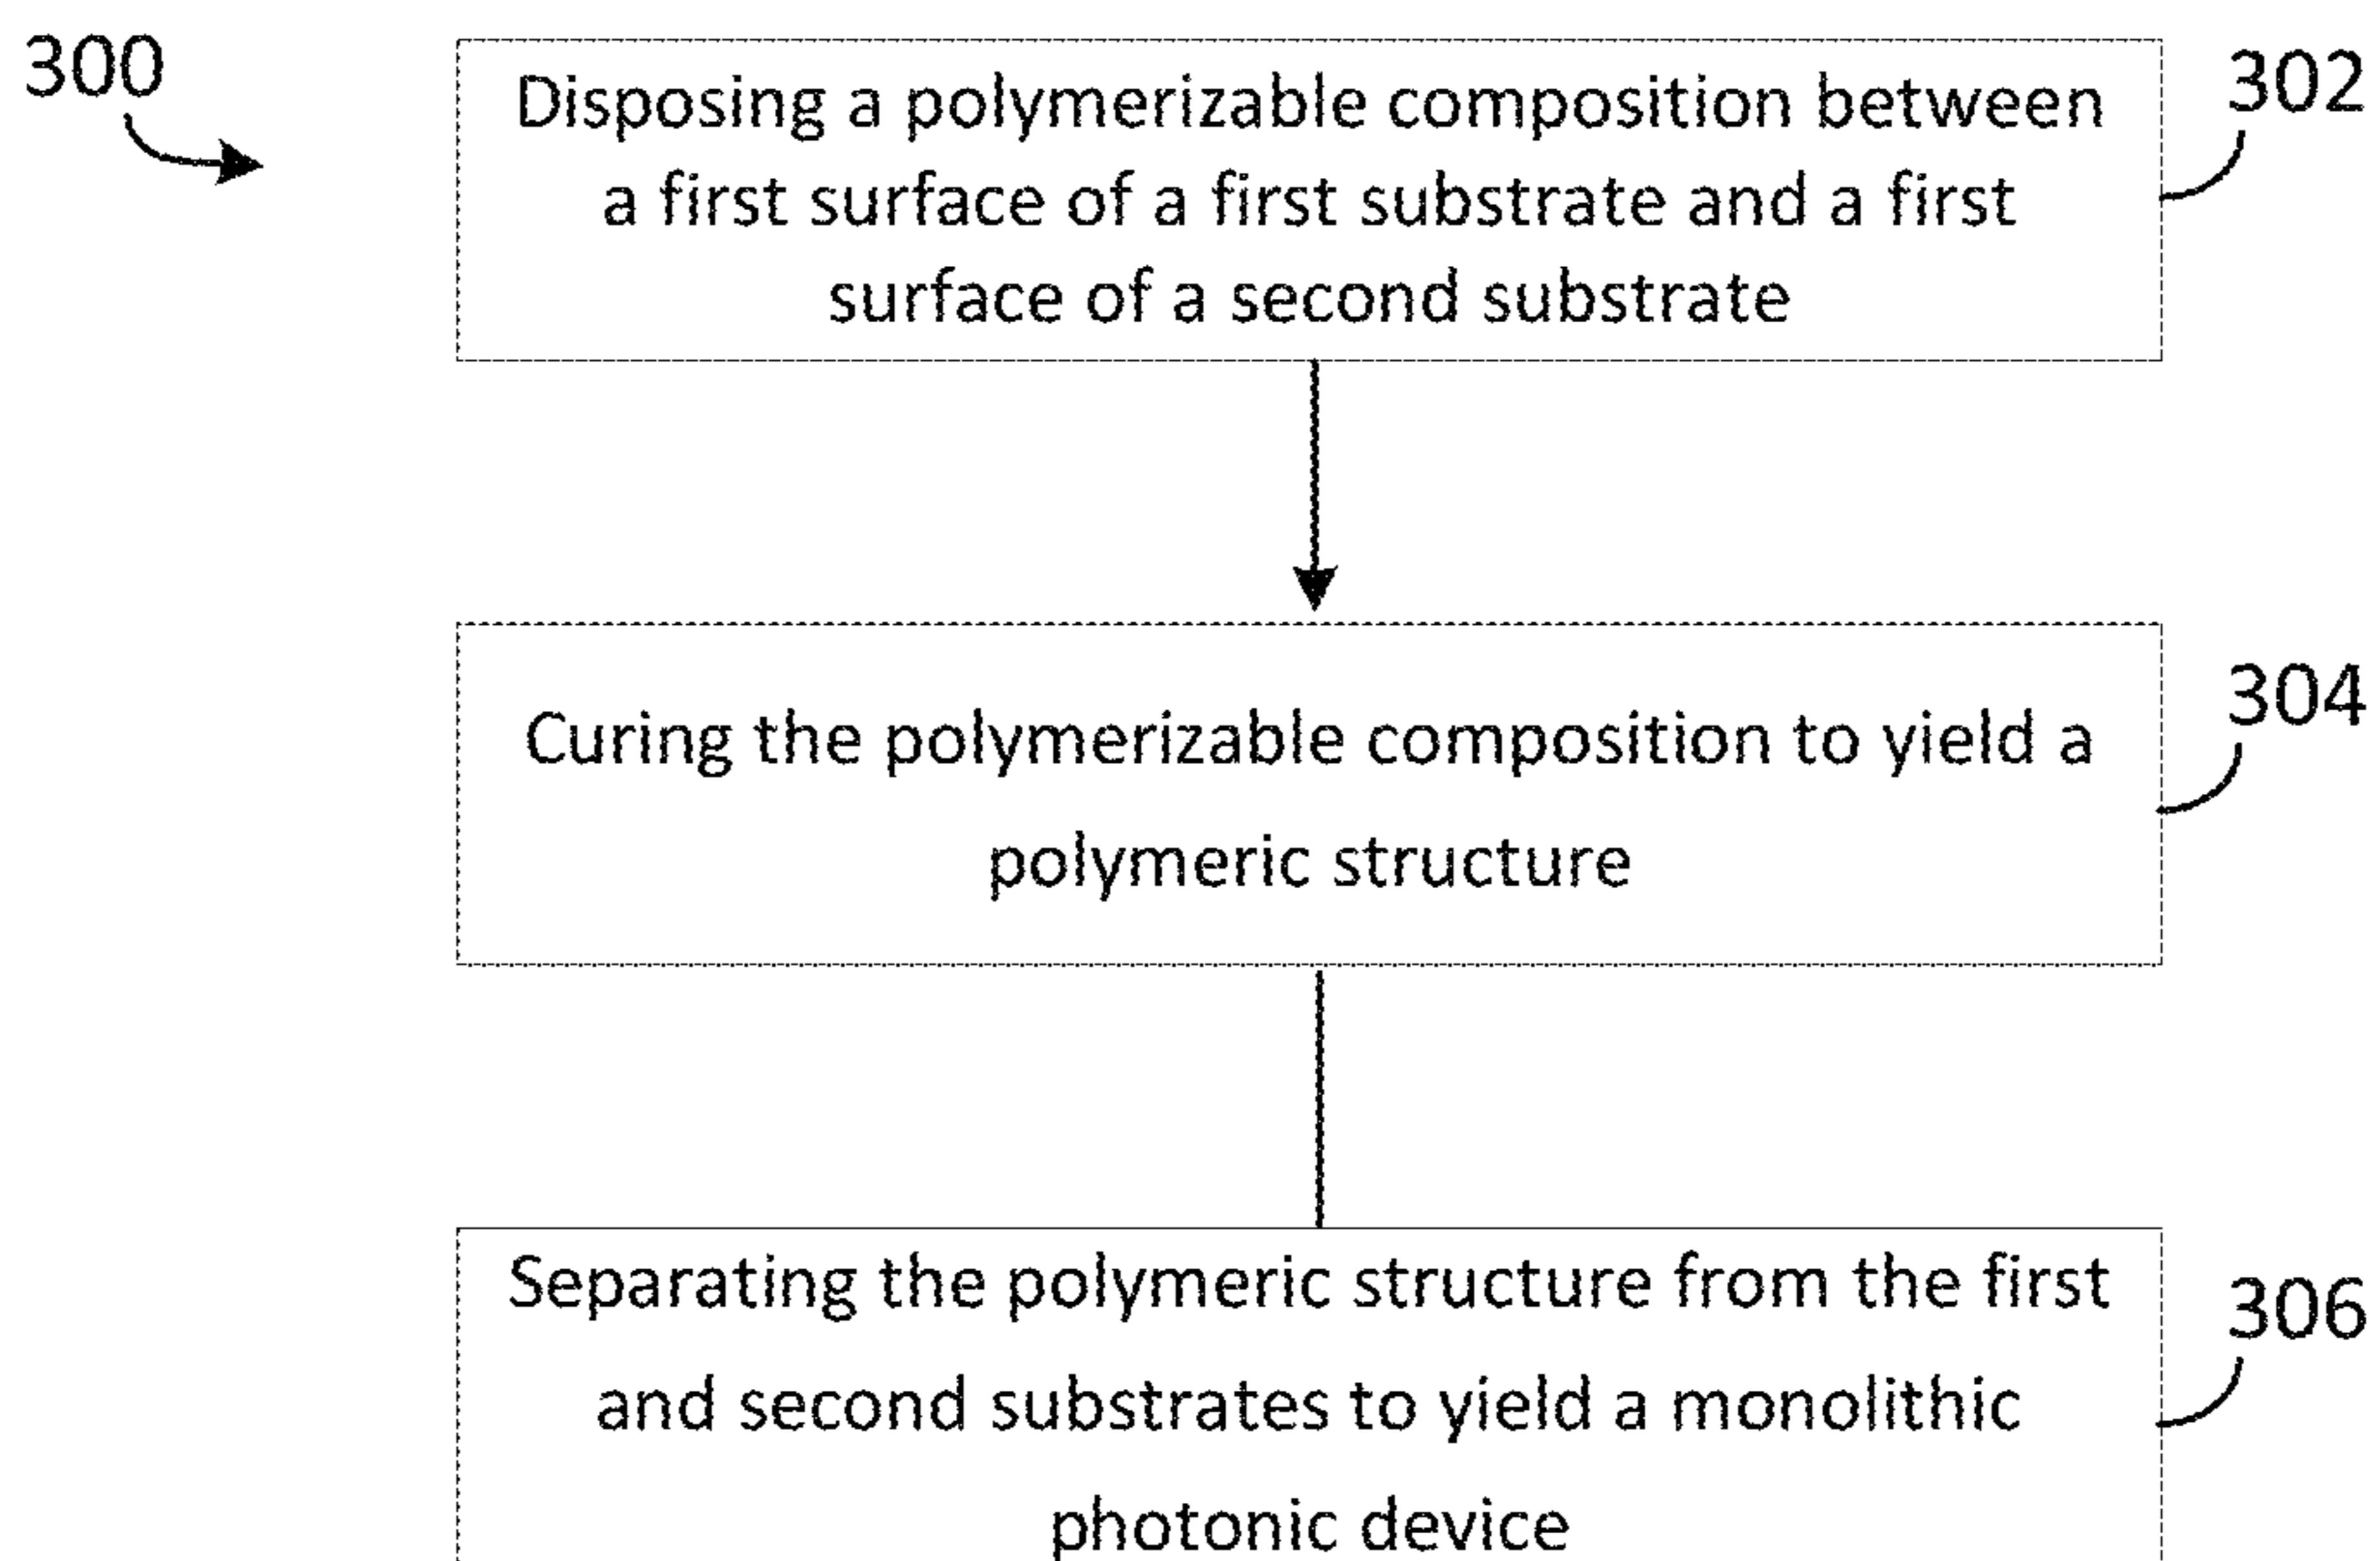 300
Disposing a polymerizable composition between
a first surface of a first substrate and a first
surface of a second substrate
302
Curing the polymerizable composition to yield a
polymeric structure
304
Separating the polymeric structure from the first
and second substrates to yield a monolithic
photonic device
306